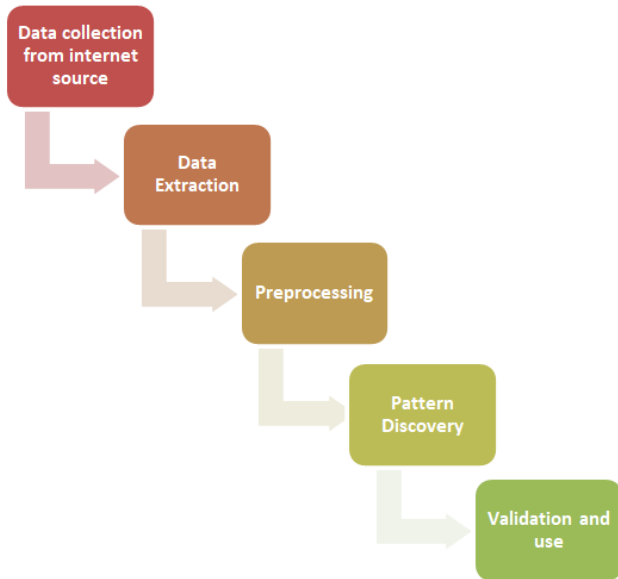 Data collection
from internet
source
Data
Extraction
Preprocessing
Pattern
Discovery
Validation and
use